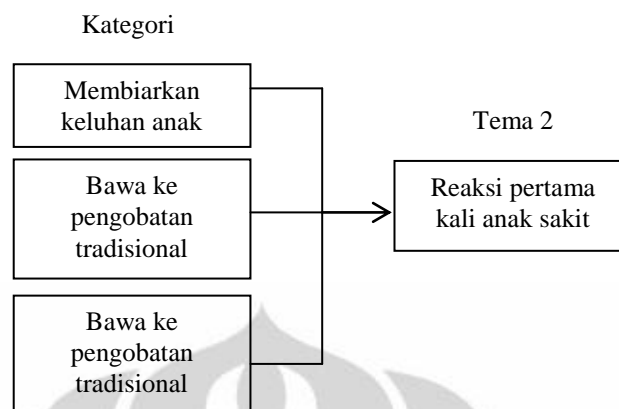 Kategori
Membiarkan
keluhan anak
Tema 2
Bawa ke
pengobatan
tradisional
Reaksi pertama
kali anak sakit
Bawa ke
pengobatan
tradisional